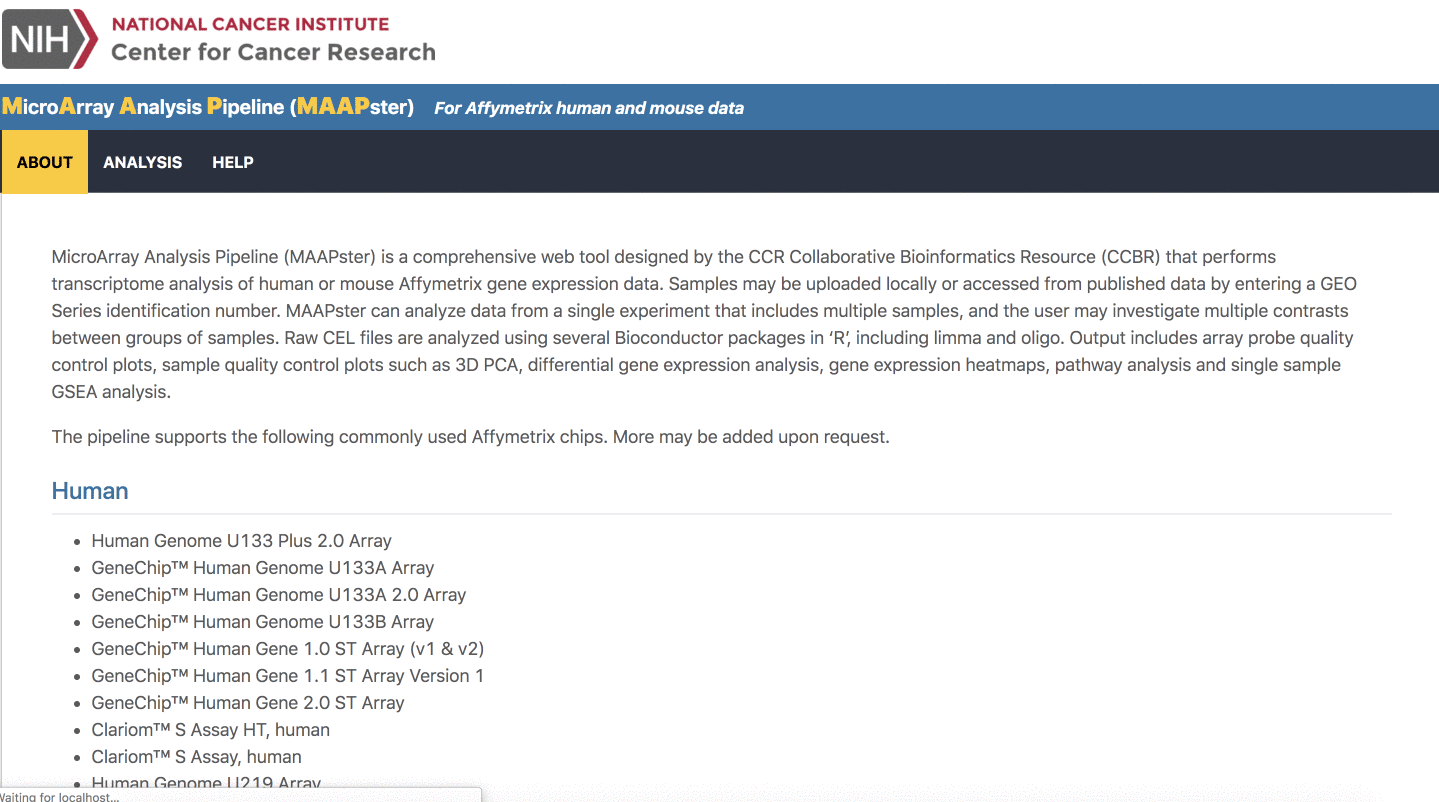 NIH NATIONAL CANCER INSTITUTE
Center for Cancer Research
MicroArray Analysis Pipeline (MAAPster) For Affymetrix human and mouse data
ABOUT ANALYSIS HELP
MicroArray Analysis Pipeline (MAAPster) is a comprehensive web tool designed by the CCR Collaborative Bioinformatics Resource (CCBR) that performs
transcriptome analysis of human or mouse Affymetrix gene expression data. Samples may be uploaded locally or accessed from published data by entering a GEO
Series identification number. MAAPster can analyze data from a single experiment that includes multiple samples, and the user may investigate multiple contrasts
between groups of samples. Raw CEL files are analyzed using several Bioconductor packages in ‘R’, including limma and oligo. Output includes array probe quality
control plots, sample quality control plots such as 3D PCA, differential gene expression analysis, gene expression heatmaps, pathway analysis and single sample
GSEA analysis.
The pipeline supports the following commonly used Affymetrix chips. More may be added upon request.
Human
• Human Genome U133 Plus 2.0 Array
• GeneChip™ Human Genome U133A Array
• GeneChip™ Human Genome U133A 2.0 Array
• GeneChip™ Human Genome U133B Array
• GeneChip™ Human Gene 1.0 ST Array (v1 & v2)
• GeneChip™ Human Gene 1.1 ST Array Version 1
• GeneChip™ Human Gene 2.0 ST Array
• Clariom™ S Assay HT, human
• Clariom™ S Assay, human
• Human Genome U219 Array
Waiting for localhost...